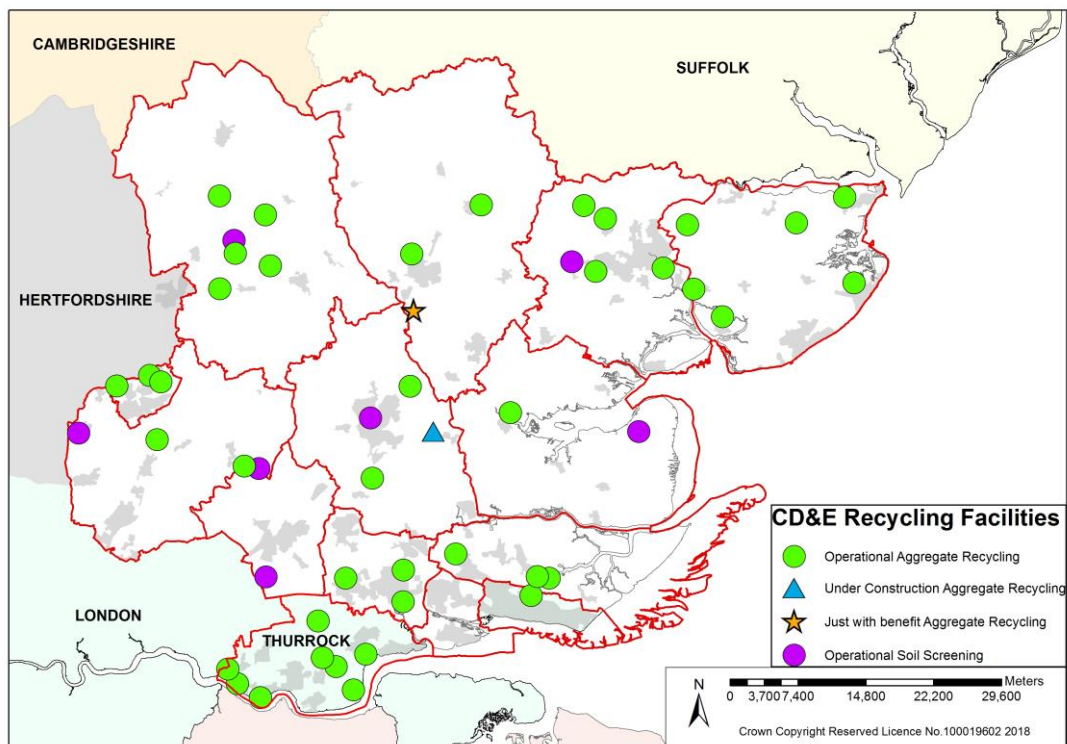 CAMBRIDGESHIRE
SUFFOLK
HERTFORDSHIRE
LONDON
THURROCK
CD&E Recycling Facilities
Operational Aggregate Recycling
Under Construction Aggregate Recycling
Just with benefit Aggregate Recycling
Operational Soil Screening
N
Meters
0 3,700 7,400 14,800 22,200 29,600
Crown Copyright Reserved Licence No.100019602 2018